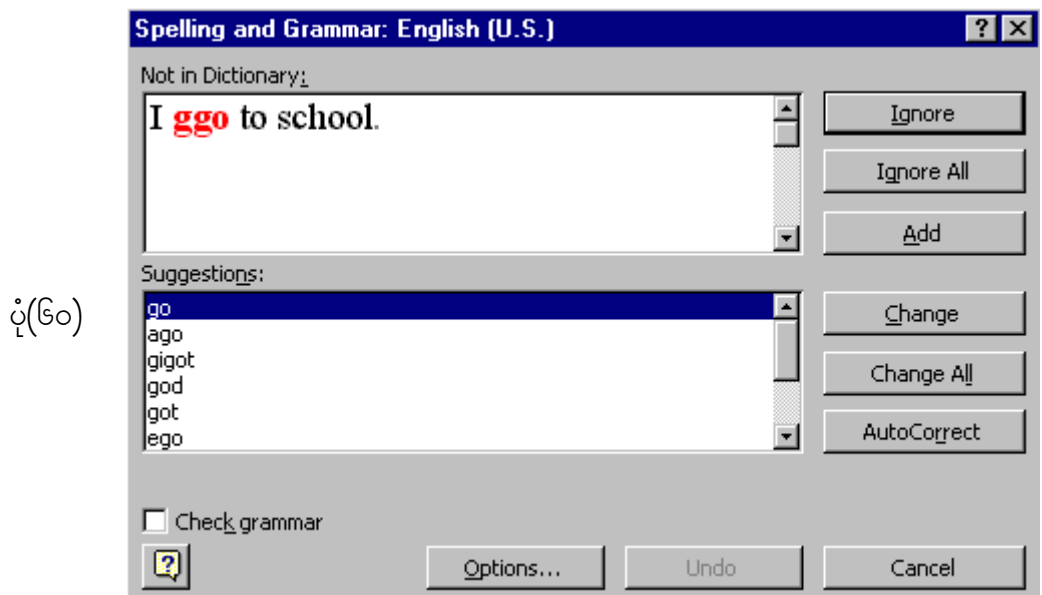 Spelling and Grammar: English (U.S.)
Not in Dictionary:
I ggo to school.
Ignore
Ignore All
Add
Suggestions:
go
ago
gigot
god
got
ego
Change
Change All
AutoCorrect
ပုံ(၆၀)
Check grammar
Options...
Undo
Cancel